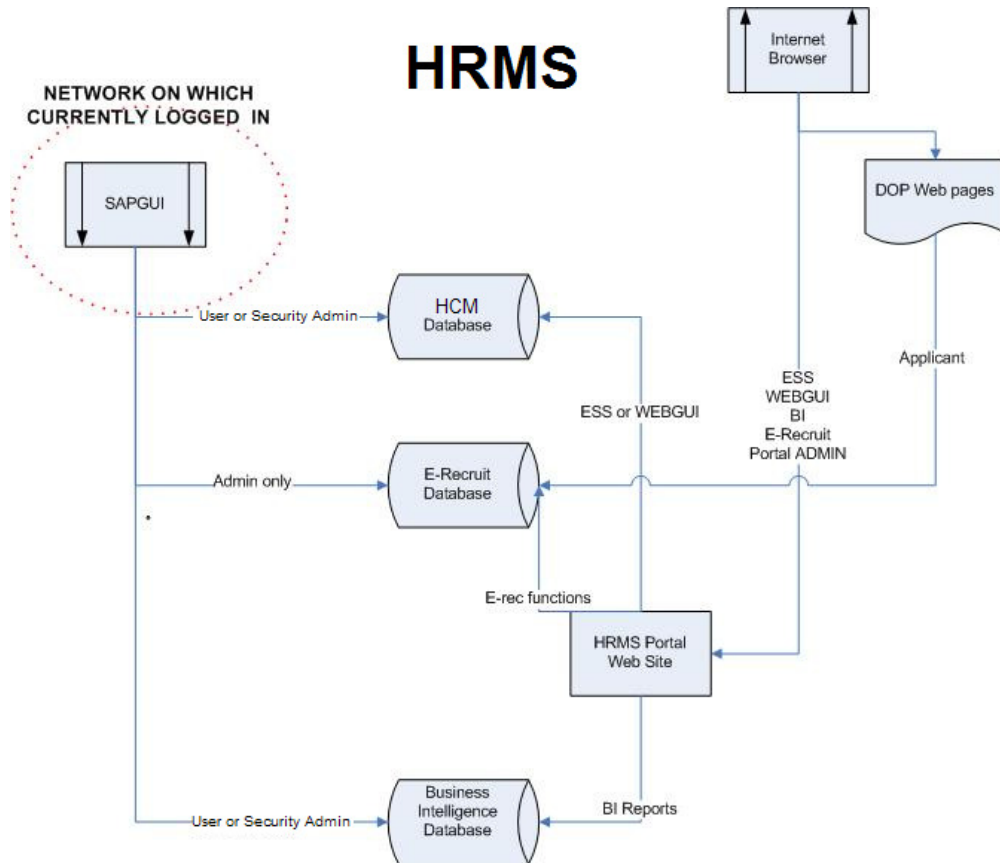 HRMS
Internet
Browser
NETWORK ON WHICH
CURRENTLY LOGGED IN
SAPGUI
DOP Web pages
HCM
Database
User or Security Admin
Applicant
ESS
WEBGUI
BI
E-Recruit
Portal ADMIN
ESS or WEBGUI
Admin only
E-Recruit
Database
E-rec functions
HRMS Portal
Web Site
Business
Intelligence
Database
User or Security Admin
BI Reports